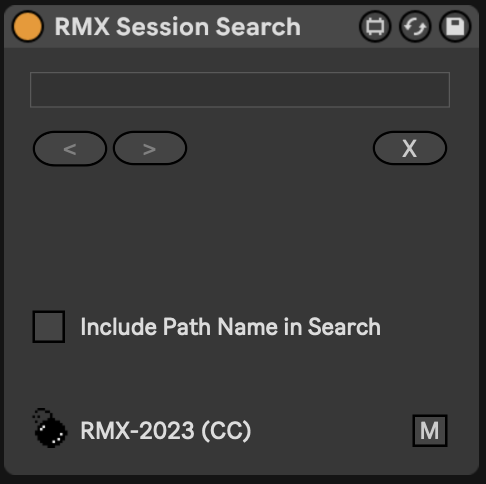 RMX Session Search
< > X
Include Path Name in Search
RMX-2023 (CC) M